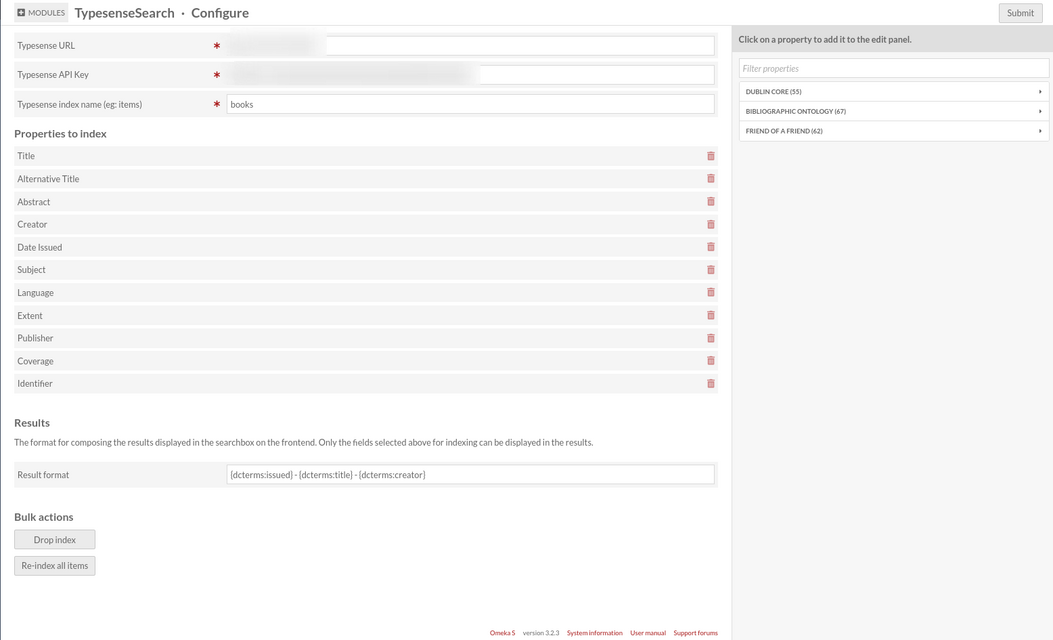 MODULES TypesenseSearch · Configure
Submit
Typesense URL *
Typesense API Key *
Typesense index name (eg: items) * books
Properties to index
Title
Alternative Title
Abstract
Creator
Date Issued
Subject
Language
Extent
Publisher
Coverage
Identifier
Results
The format for composing the results displayed in the searchbox on the frontend. Only the fields selected above for indexing can be displayed in the results.
Result format {dcterms:issued} - {dcterms:title} - {dcterms:creator}
Bulk actions
Drop index
Re-index all items
Click on a property to add it to the edit panel.
Filter properties
DUBLIN CORE (55)
BIBLIOGRAPHIC ONTOLOGY (67)
FRIEND OF A FRIEND (62)
Omeka S version 3.2.3 System information User manual Support forums